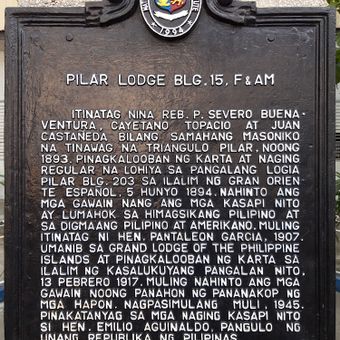 1994
PILAR LODGE BLG. 15, F & AM
ITINATAG NINA REB. P. SEVERO BUENA-
VENTURA, CAYETANO TOPACIO AT JUAN
CASTANEDA BILANG SAMAHANG MASONIKO
NA TINAWAG NA TRIANGULO PILAR, NOONG
1893. PINAGKALOOBAN NG KARTA AT NAGING
REGULAR NA LOHIYA SA PANGALANG LOGIA
PILAR BLG. 203 SA ILALIM NG GRAN ORIEN-
TE ESPAÑOL, 5 HUNYO 1894. NAHINTO ANG
MGA GAWAIN NANG ANG MGA KASAPI NITO
AY LUMAHOK SA HIMAGSIKANG PILIPINO AT
SA DIGMAANG PILIPINO AT AMERIKANO. MULING
ITINATAG NI HEN. PANTALEON GARCIA, 1907.
UMANIB SA GRAND LODGE OF THE PHILIPPINE
ISLANDS AT PINAGKALOOBAN NG KARTA SA
ILALIM NG KASALUKUYANG PANGALAN NITO,
13 PEBRERO 1917. MULING NAHINTO ANG MGA
GAWAIN NOONG PANAHON NG PANANAKOP NG
MGA HAPON. NAGPASIMULANG MULI, 1945.
PINAKATANYAG SA MGA NAGING KASAPI NITO
SI HEN. EMILIO AGUINALDO, PANGULO NG
UNANG REPUBLIKA NG PILIPINAS.